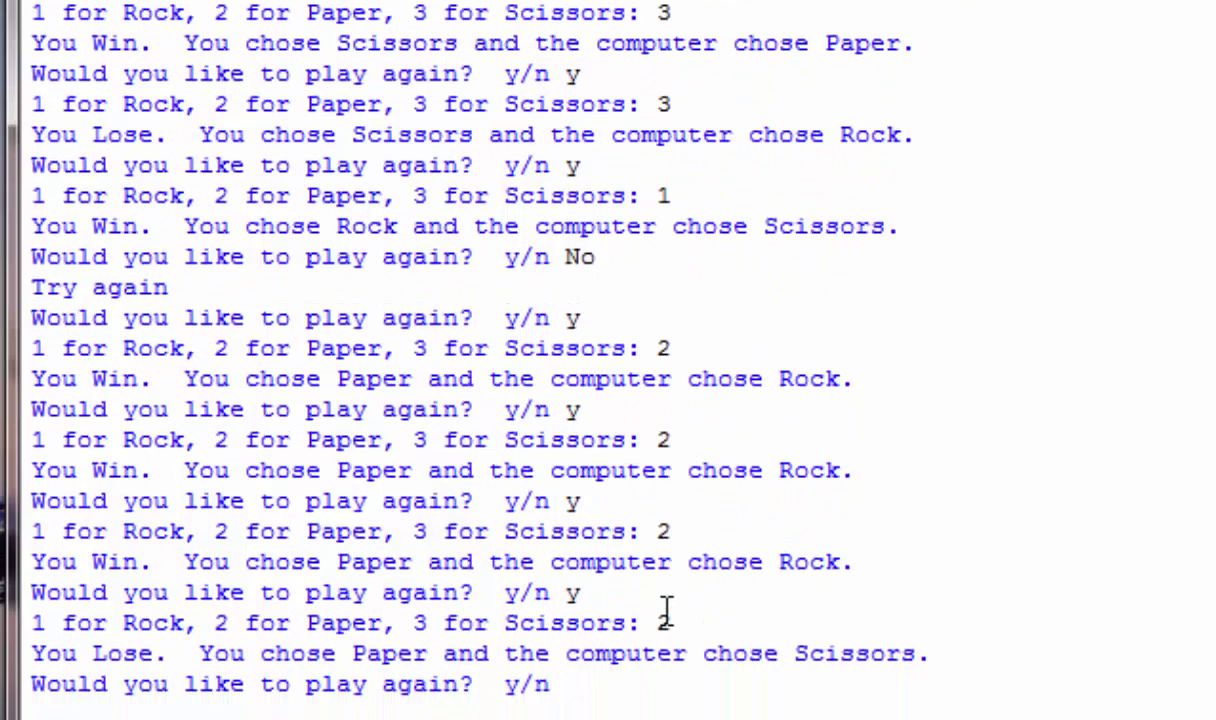 1 for Rock, 2 for Paper, 3 for Scissors: 3
You Win.  You chose Scissors and the computer chose Paper.
Would you like to play again?  y/n y
1 for Rock, 2 for Paper, 3 for Scissors: 3
You Lose.  You chose Scissors and the computer chose Rock.
Would you like to play again?  y/n y
1 for Rock, 2 for Paper, 3 for Scissors: 1
You Win.  You chose Rock and the computer chose Scissors.
Would you like to play again?  y/n No
Try again
Would you like to play again?  y/n y
1 for Rock, 2 for Paper, 3 for Scissors: 2
You Win.  You chose Paper and the computer chose Rock.
Would you like to play again?  y/n y
1 for Rock, 2 for Paper, 3 for Scissors: 2
You Win.  You chose Paper and the computer chose Rock.
Would you like to play again?  y/n y
1 for Rock, 2 for Paper, 3 for Scissors: 2
You Win.  You chose Paper and the computer chose Rock.
Would you like to play again?  y/n y
1 for Rock, 2 for Paper, 3 for Scissors: 2
You Lose.  You chose Paper and the computer chose Scissors.
Would you like to play again?  y/n